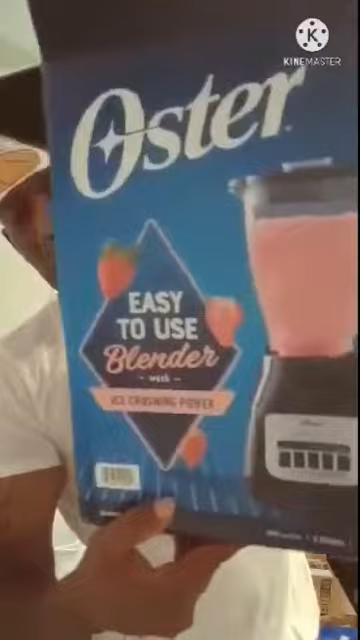 KINEMASTER
Oster
EASY
TO USE
Blender
- with -
ICE CRUSHING POWER